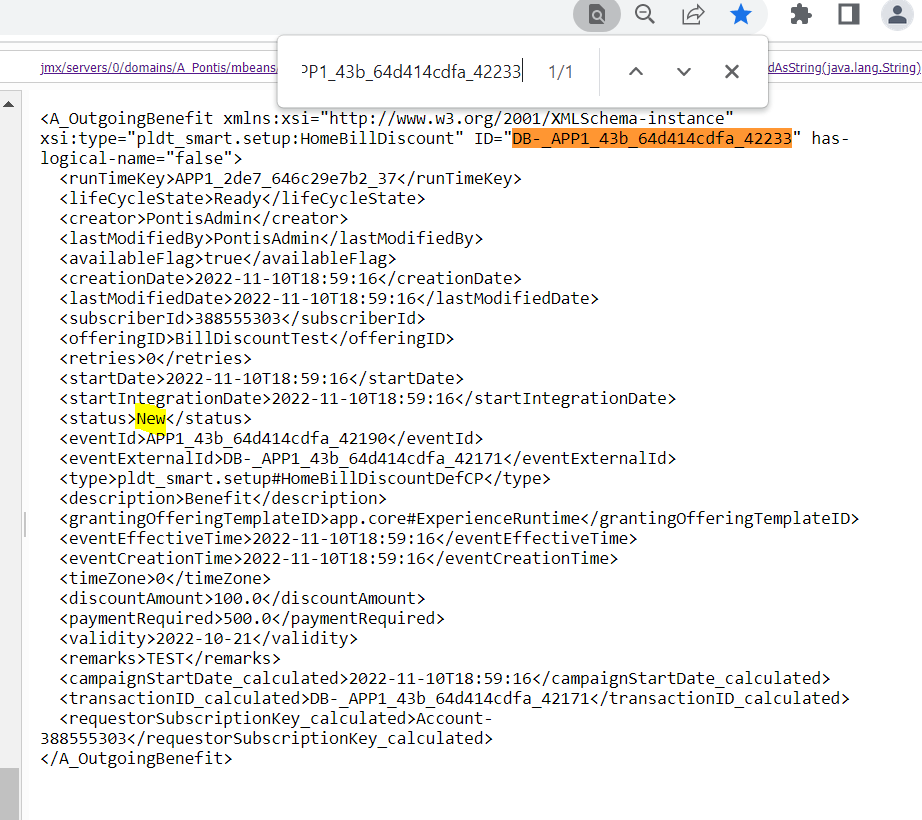 PP1_43b_64d414cdfa_42233 1/1
jmx/servers/0/domains/A_Pontis/mbeans/ dAsString(java.lang.String)
<A_OutgoingBenefit xmlns:xsi="http://www.w3.org/2001/XMLSchema-instance"
xsi:type="pldt_smart.setup:HomeBillDiscount" ID="DB-_APP1_43b_64d414cdfa_42233" has-
logical-name="false">
<runTimeKey>APP1_2de7_646c29e7b2_37</runTimeKey>
<lifeCycleState>Ready</lifeCycleState>
<creator>PontisAdmin</creator>
<lastModifiedBy>PontisAdmin</lastModifiedBy>
<availableFlag>true</availableFlag>
<creationDate>2022-11-10T18:59:16</creationDate>
<lastModifiedDate>2022-11-10T18:59:16</lastModifiedDate>
<subscriberId>388555303</subscriberId>
<offeringID>BillDiscountTest</offeringID>
<retries>0</retries>
<startDate>2022-11-10T18:59:16</startDate>
<startIntegrationDate>2022-11-10T18:59:16</startIntegrationDate>
<status>New</status>
<eventId>APP1_43b_64d414cdfa_42190</eventId>
<eventExternalId>DB-_APP1_43b_64d414cdfa_42171</eventExternalId>
<type>pldt_smart.setup#HomeBillDiscountDefCP</type>
<description>Benefit</description>
<grantingOfferingTemplateID>app.core#ExperienceRuntime</grantingOfferingTemplateID>
<eventEffectiveTime>2022-11-10T18:59:16</eventEffectiveTime>
<eventCreationTime>2022-11-10T18:59:16</eventCreationTime>
<timeZone>0</timeZone>
<discountAmount>100.0</discountAmount>
<paymentRequired>500.0</paymentRequired>
<validity>2022-10-21</validity>
<remarks>TEST</remarks>
<campaignStartDate_calculated>2022-11-10T18:59:16</campaignStartDate_calculated>
<transactionID_calculated>DB-_APP1_43b_64d414cdfa_42171</transactionID_calculated>
<requestorSubscriptionKey_calculated>Account-
388555303</requestorSubscriptionKey_calculated>
</A_OutgoingBenefit>